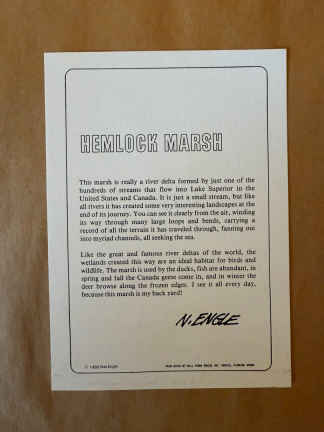 HEMLOCK MARSH
This marsh is really a river delta formed by just one of the
hundreds of streams that flow into Lake Superior in the
United States and Canada. It is just a small stream, but like
all rivers it has created some very interesting landscapes at the
end of its journey. You can see it clearly from the air, winding
its way through many large loops and bends, carrying a
record of all the terrain it has traveled through, fanning out
into myriad channels, all seeking the sea.
Like the great and famous river deltas of the world, the
wetlands created this way are an ideal habitat for birds and
wildlife. The marsh is used by the ducks, fish are abundant, in
spring and fall the Canada geese come in, and in winter the
deer browse along the frozen edges. I see it all every day,
because this marsh is my back yard!
N. ENGLE